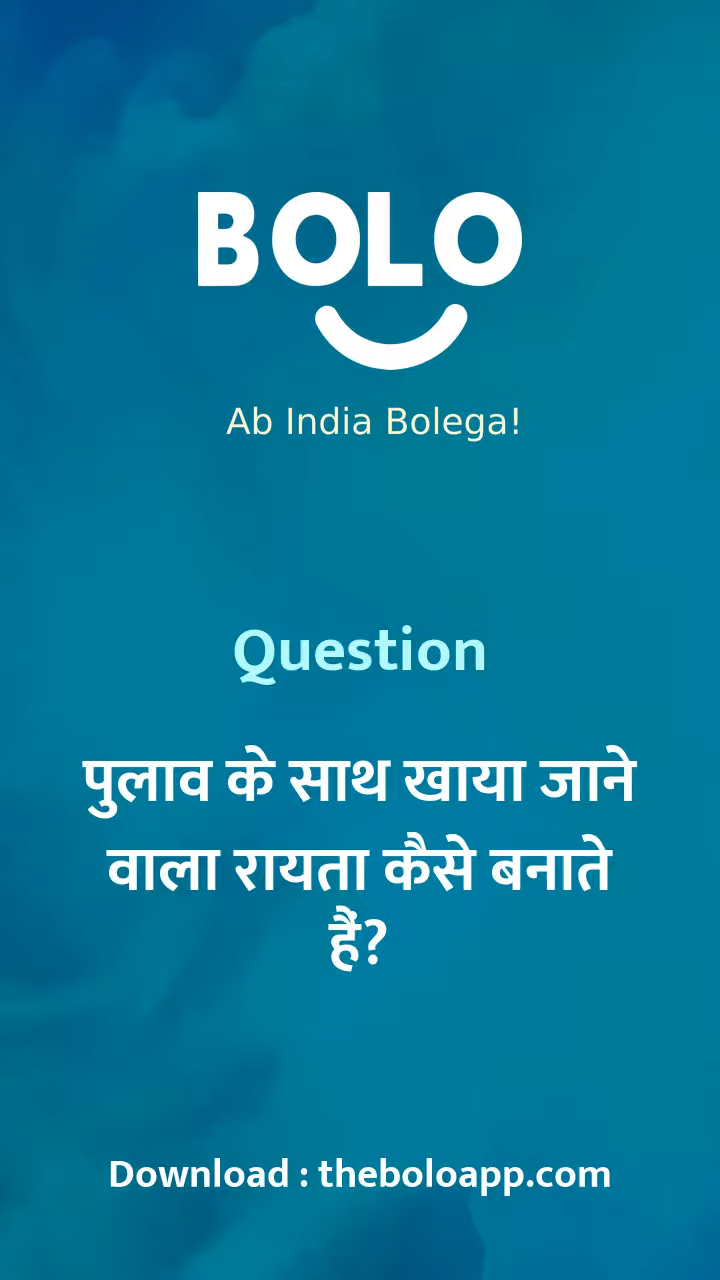 BOLO
Ab India Bolega!
Question
पुलाव के साथ खाया जाने
वाला रायता कैसे बनाते
हैं?
Download : theboloapp.com